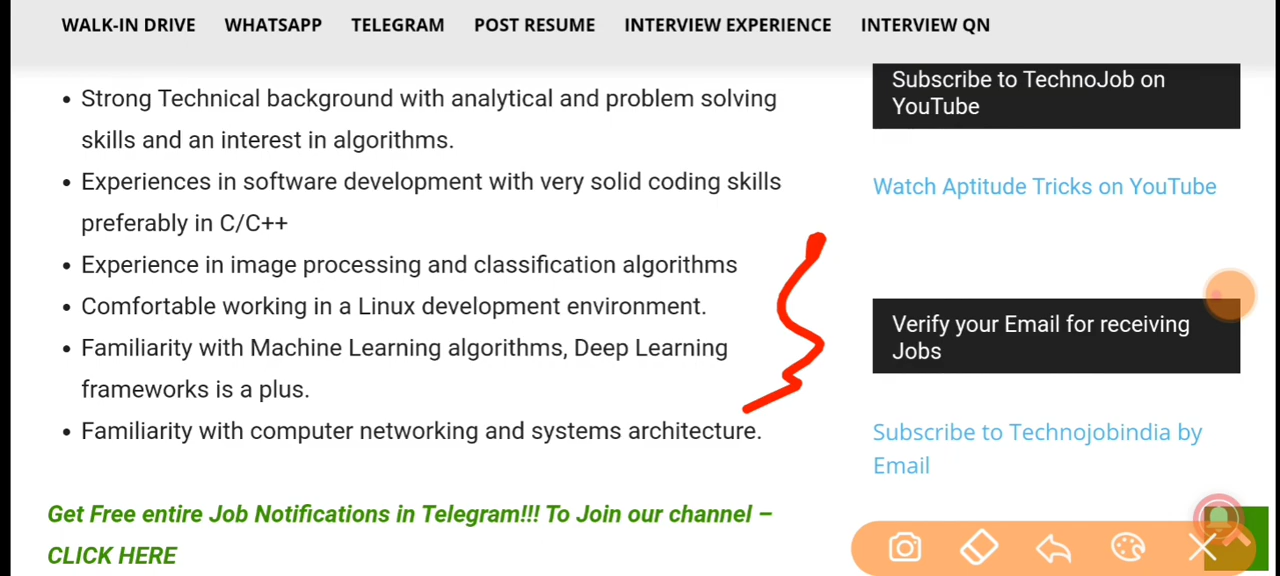 WALK-IN DRIVE WHATSAPP TELEGRAM POST RESUME INTERVIEW EXPERIENCE INTERVIEW QN
• Strong Technical background with analytical and problem solving
skills and an interest in algorithms.
• Experiences in software development with very solid coding skills
preferably in C/C++
• Experience in image processing and classification algorithms
• Comfortable working in a Linux development environment.
• Familiarity with Machine Learning algorithms, Deep Learning
frameworks is a plus.
• Familiarity with computer networking and systems architecture.
Get Free entire Job Notifications in Telegram!!! To Join our channel –
CLICK HERE
Subscribe to TechnoJob on
YouTube
Watch Aptitude Tricks on YouTube
Verify your Email for receiving
Jobs
Subscribe to Technojobindia by
Email